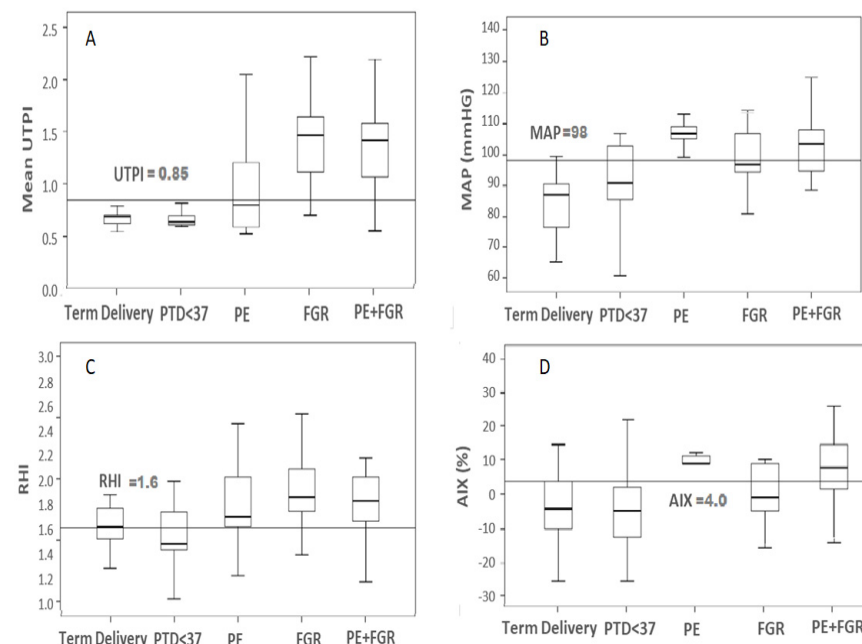 A
Mean UTPI
2.5
2.0
1.5
1.0
0.5
0.0
UTPI = 0.85
Term Delivery PTD<37 PE FGR PE+FGR
B
MAP (mmHG)
140
130
120
110
100
90
80
70
60
MAP=98
Term Delivery PTD<37 PE FGR PE+FGR
C
RHI
3.0
2.8
2.6
2.4
2.2
2.0
1.8
1.6
1.4
1.2
1.0
RHI =1.6
Term Delivery PTD<37 PE FGR PE+FGR
D
AIX (%)
40
30
20
10
0
-10
-20
-30
AIX =4.0
Term Delivery PTD<37 PE FGR PE+FGR